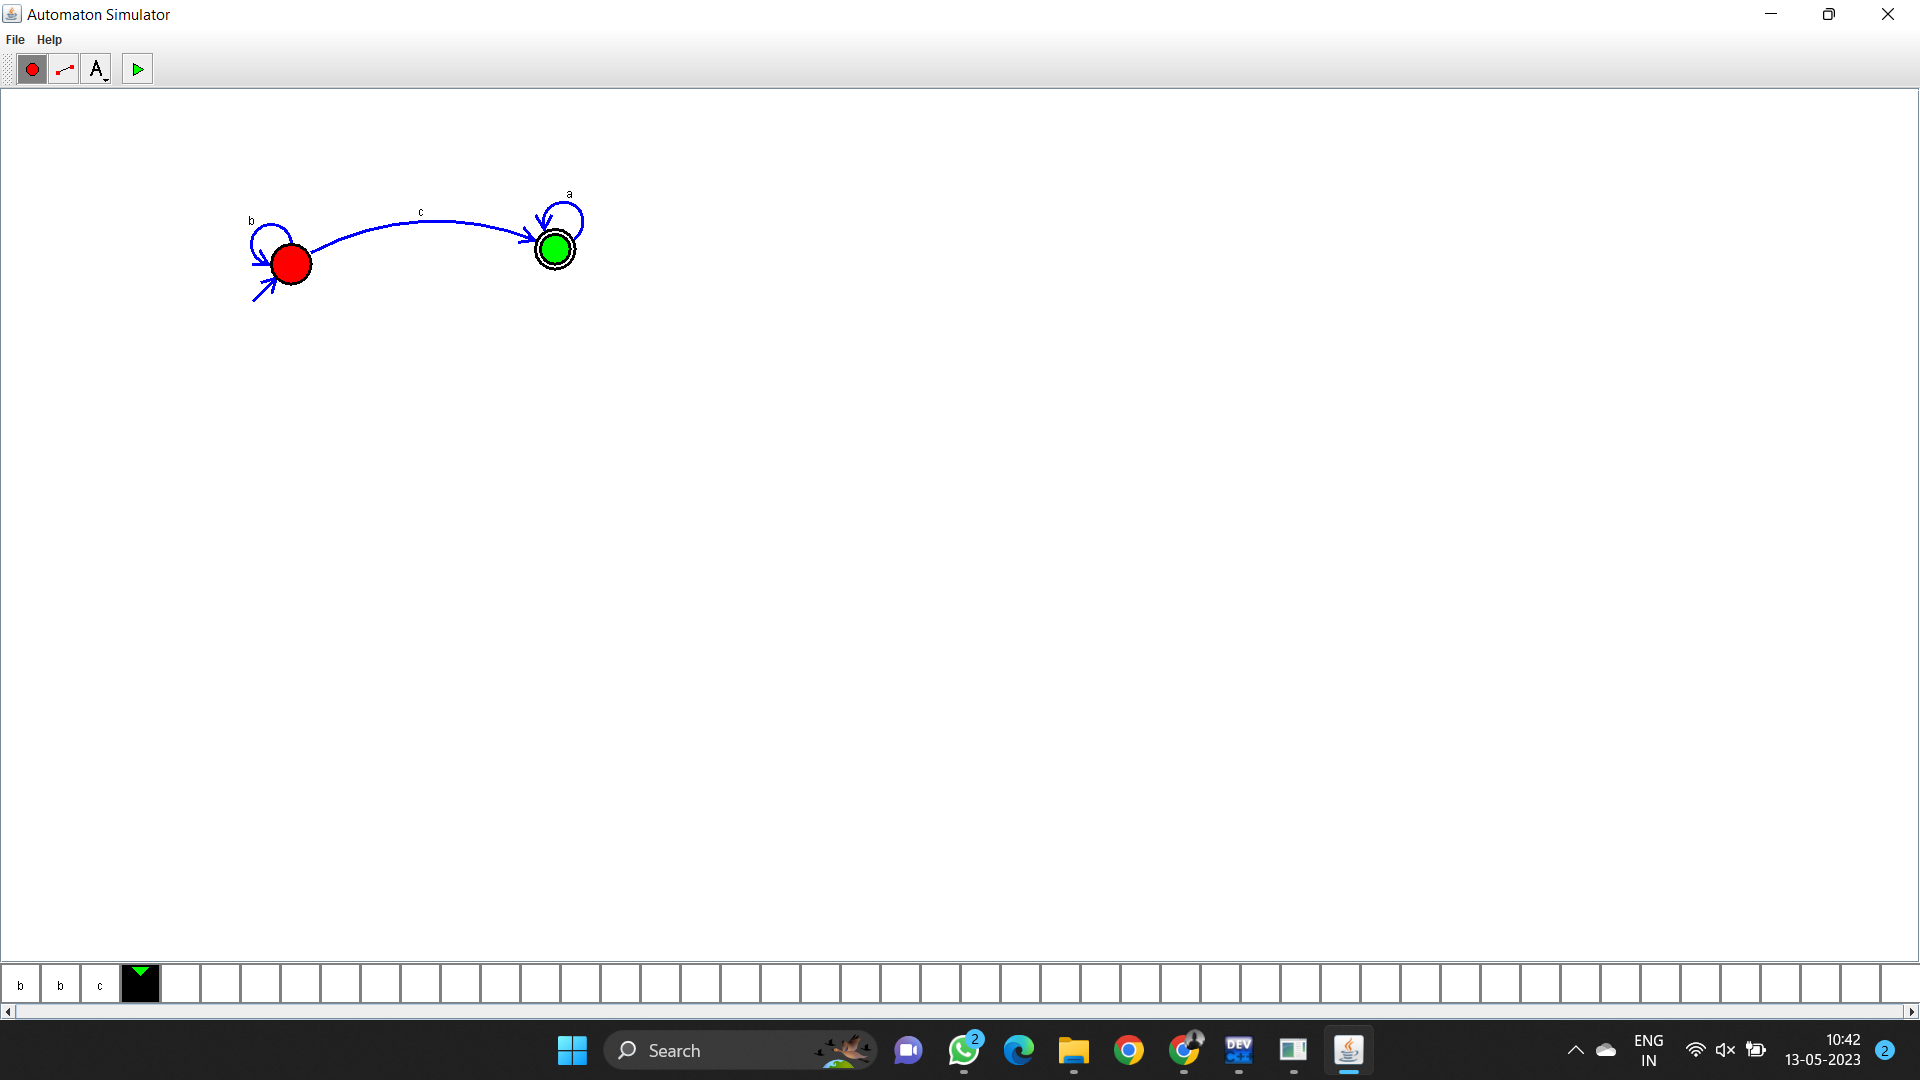 Automaton Simulator
File Help
A
a
b
c
b b c
Search
2
DEV
C++
ENG
IN
10:42
13-05-2023
2